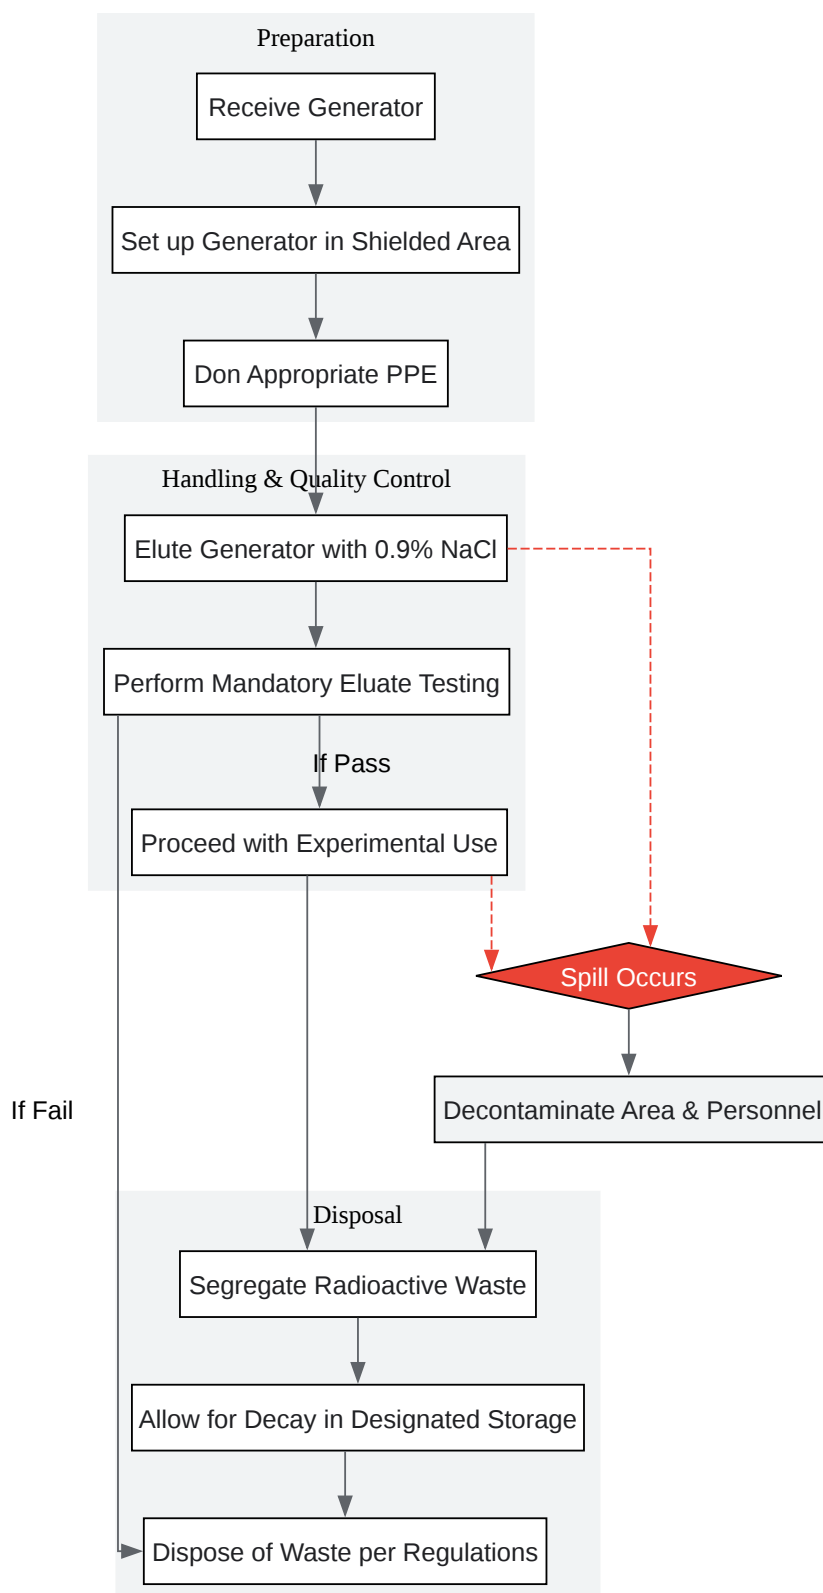 Preparation
Receive Generator
Set up Generator in Shielded Area
Don Appropriate PPE
Handling & Quality Control
Elute Generator with 0.9% NaCl
Perform Mandatory Eluate Testing
If Pass
Proceed with Experimental Use
Spill Occurs
Decontaminate Area & Personnel
If Fail
Disposal
Segregate Radioactive Waste
Allow for Decay in Designated Storage
Dispose of Waste per Regulations